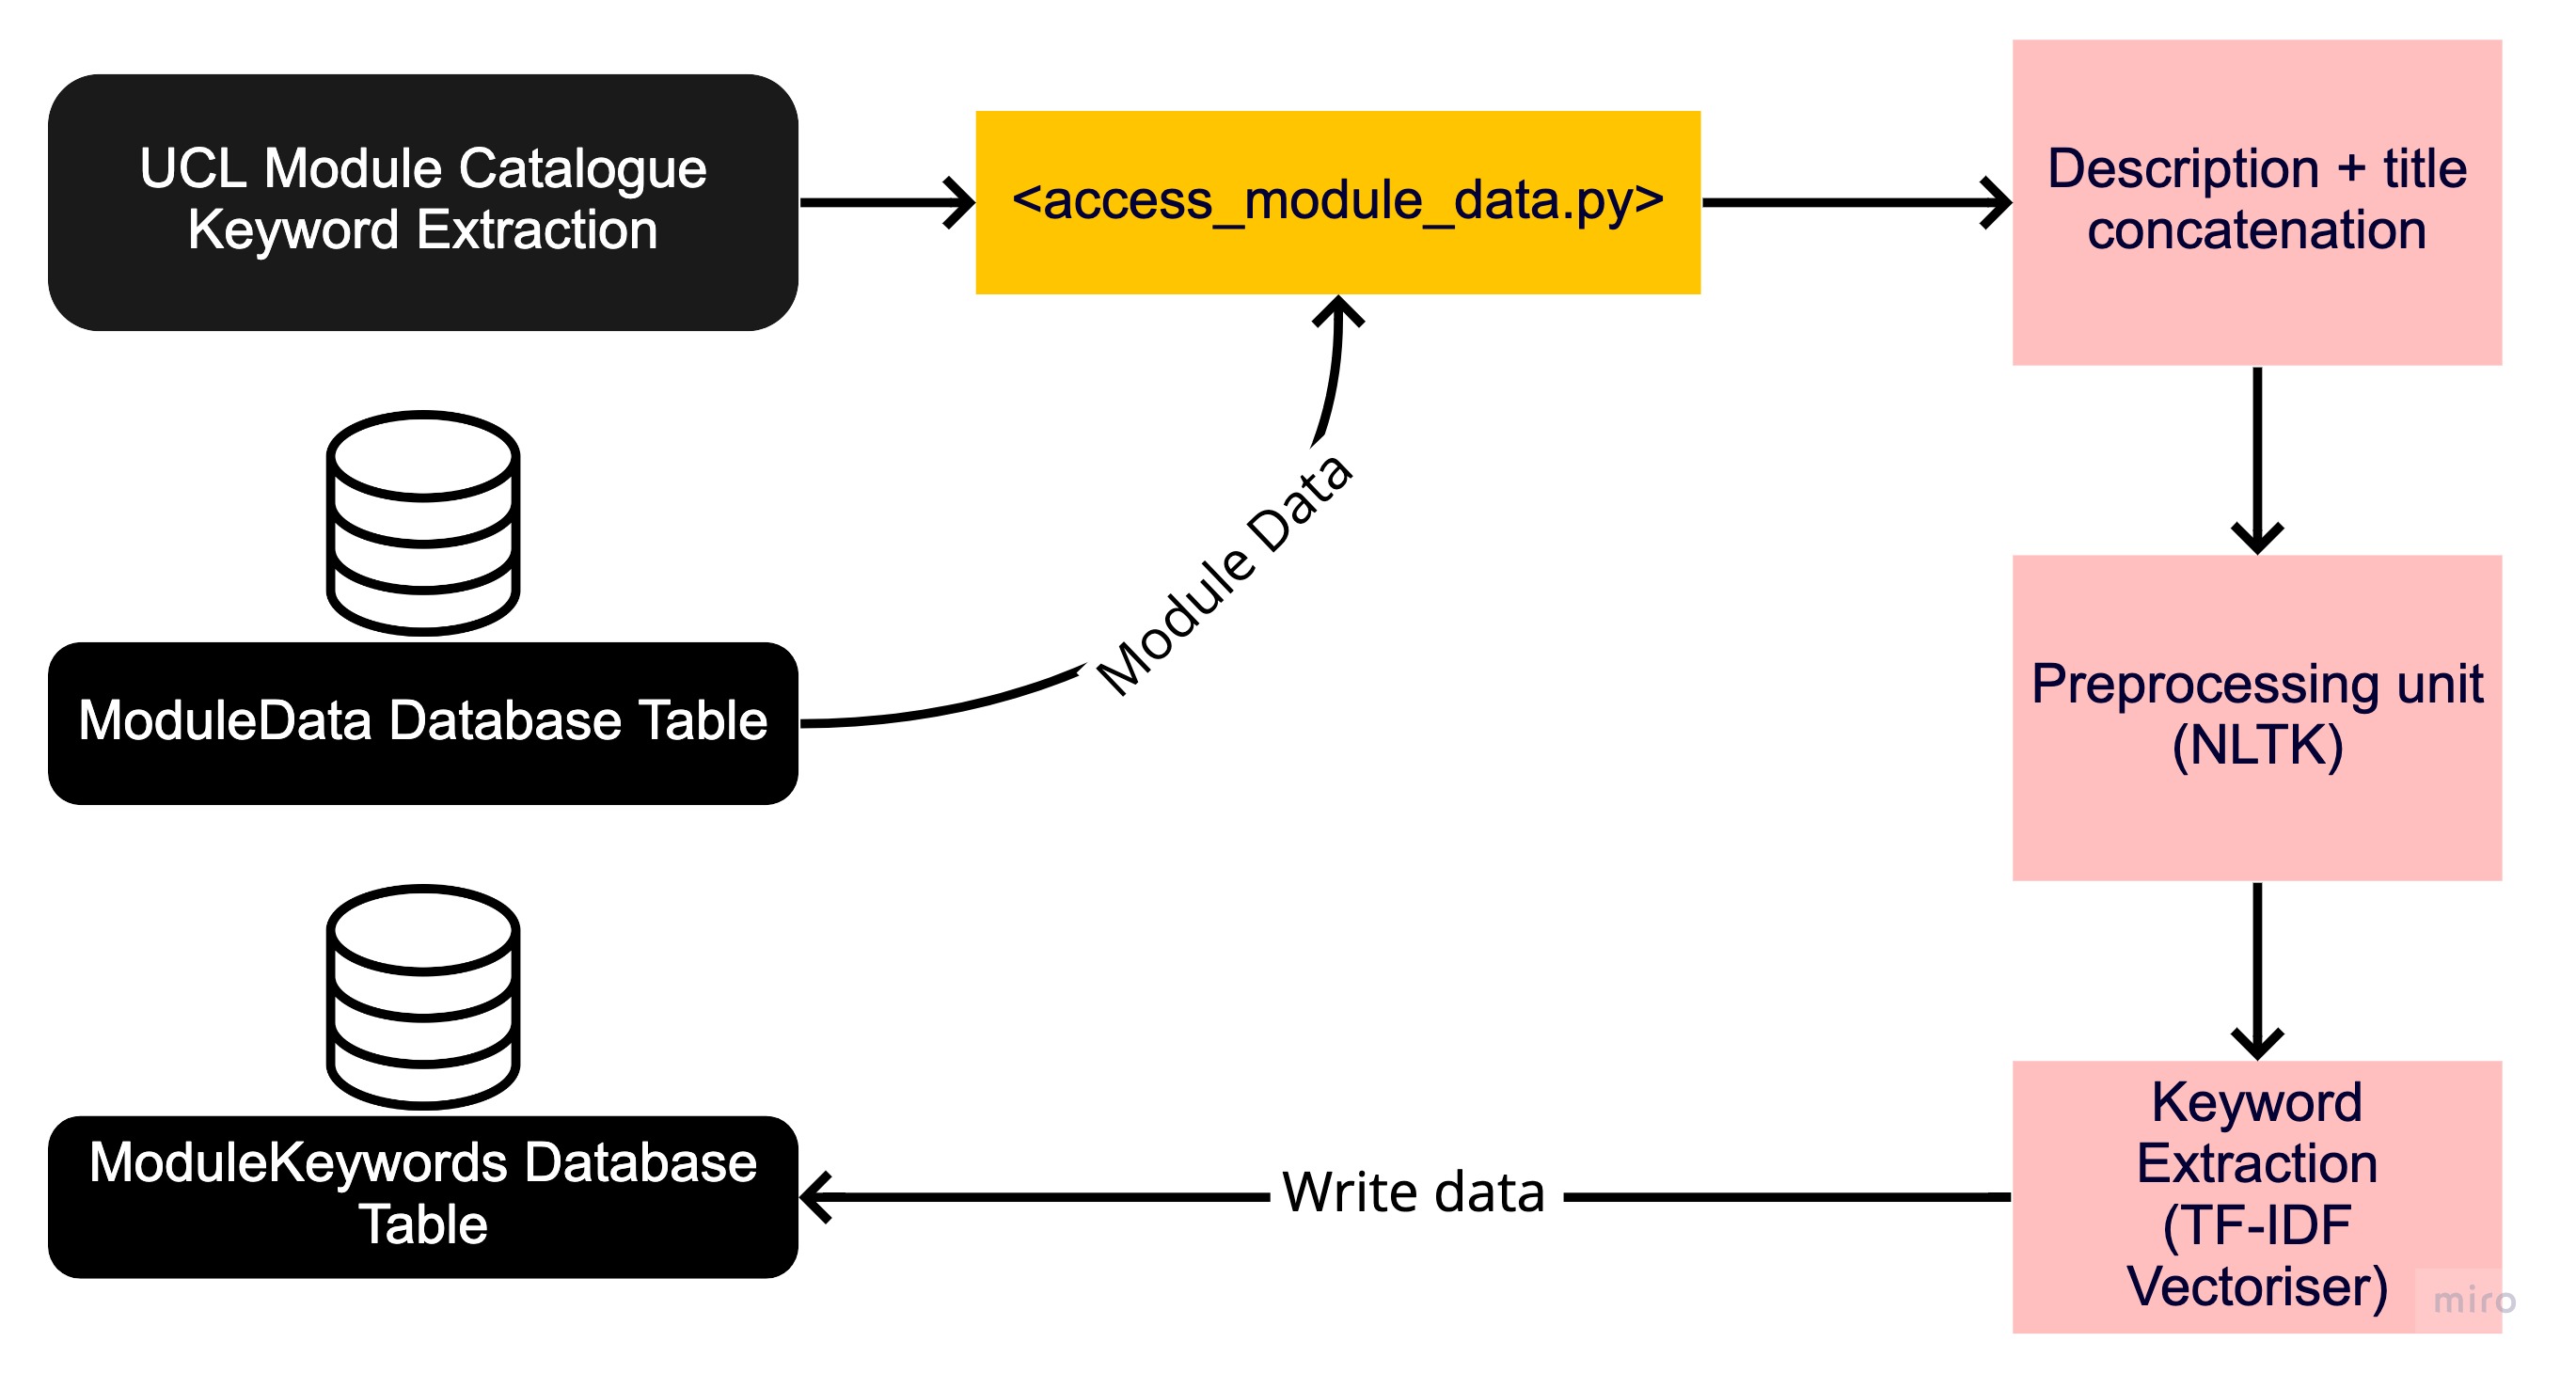 UCL Module Catalogue
Keyword Extraction
<access_module_data.py>
Description + title
concatenation
Module Data
ModuleData Database Table
Preprocessing unit
(NLTK)
ModuleKeywords Database
Table
Write data
Keyword
Extraction
(TF-IDF
Vectoriser)
miro